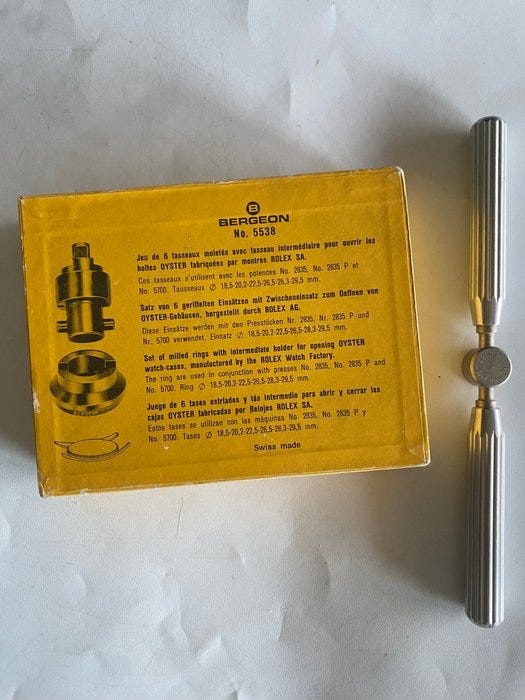 B
BERGEON
No. 5538
Jeu de 6 tasseaux moletés avec tasseau intermédiaire pour ouvrir les
boîtes OYSTER fabriquées par montres ROLEX SA.
Ces tasseaux s'utilisent avec les potences No. 2835, No. 2835 P et
No. 5700. Tausseaux ∅ 18,5-20,2-22,5-26,5-28,3-29,5 mm.
Satz von 6 geriffelten Einsätzen mit Zwischeneinsatz zum Oeffnen von
OYSTER-Gehäusen, hergestellt durch ROLEX AG.
Diese Einsätze werden mit den Presstöcken Nr. 2835, Nr. 2835 P und
Nr. 5700 verwendet. Einsatz ∅ 18,5-20,2-22,5-26,5-28,3-29,5 mm.
Set of milled rings with intermediate holder for opening OYSTER
watch-cases, manufactured by the ROLEX Watch Factory.
The ring are used in conjunction with presses No. 2835, No. 2835 P and
No. 5700. Ring ∅ 18,5-20,2-22,5-26,5-28,3-29,5 mm.
Juego de 6 tases estriados y tás intermedio para abrir y cerrar las
cajas OYSTER fabricadas por Relojes ROLEX SA.
Estos tases se utilizan con las máquinas No. 2835, No. 2835 P y
No. 5700. Tases ∅ 18,5-20,2-22,5-26,5-28,3-29,5 mm.
Swiss made